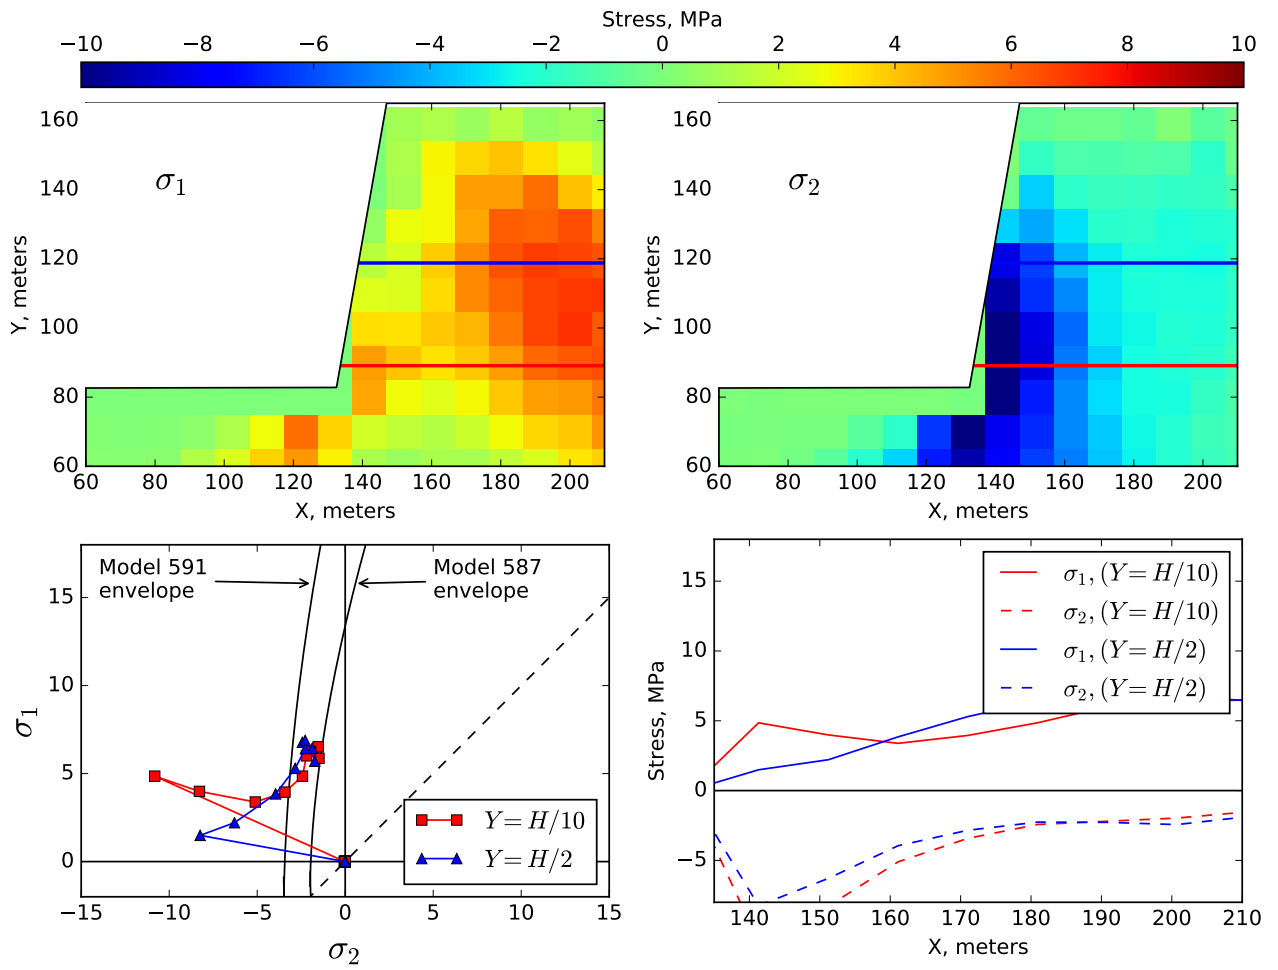 Stress, MPa
−10 −8 −6 −4 −2 0 2 4 6 8 10
160
140
120
100
80
60
Y, meters
σ1
60 80 100 120 140 160 180 200
X, meters
160
140
120
100
80
60
Y, meters
σ2
60 80 100 120 140 160 180 200
X, meters
Model 591
envelope
Model 587
envelope
15
10
5
0
σ1
Y=H/10
Y=H/2
−15 −10 −5 0 5 10 15
σ2
15
10
5
0
−5
Stress, MPa
σ1, (Y=H/10)
σ2, (Y=H/10)
σ1, (Y=H/2)
σ2, (Y=H/2)
140 150 160 170 180 190 200 210
X, meters